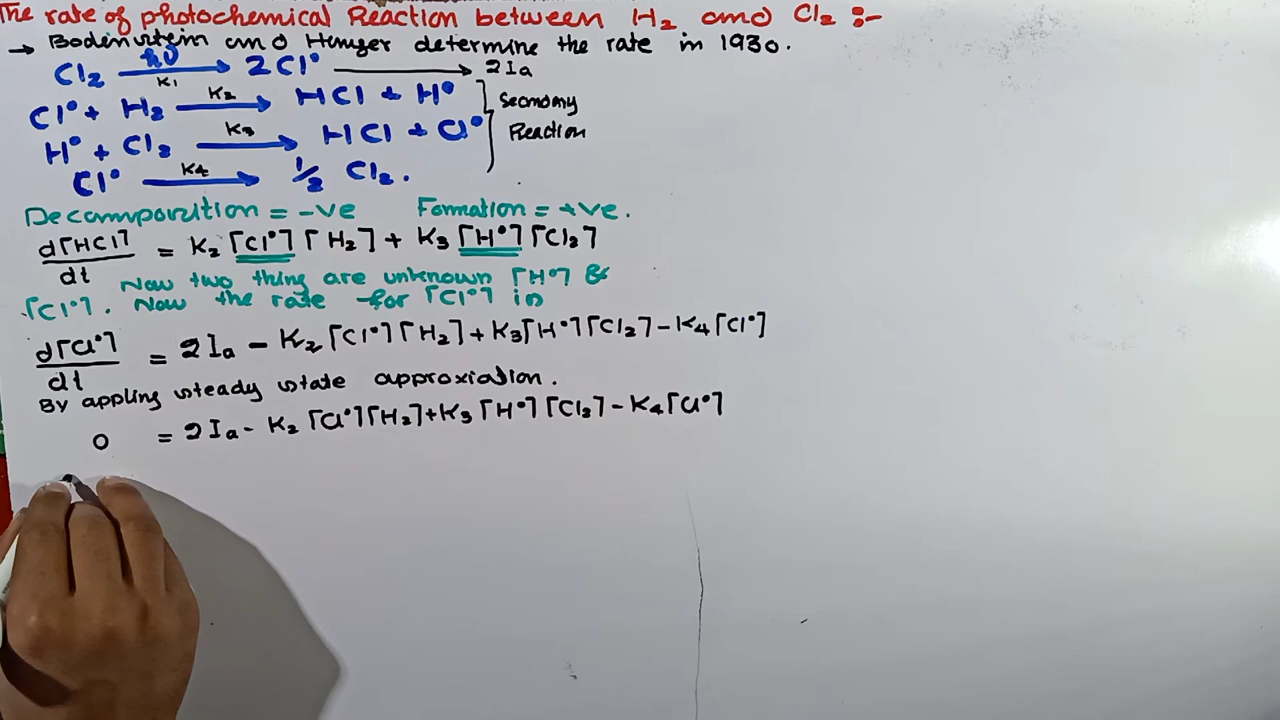 The rate of photochemical Reaction between H₂ and Cl₂ :-
→ Bodenstein and Hunger determine the rate in 1930.
Cl₂ —hν/K₁→ 2Cl° ⟶ 2Ia
Cl° + H₂ —K₂→ HCl + H°
Secondary
H° + Cl₂ —K₃→ HCl + Cl°
Reaction
Cl° —K₄→ 1/2 Cl₂.
Decomposition = -ve Formation = +ve.
d[HCl]/dt = K₂ [Cl°] [H₂] + K₃ [H°] [Cl₂]
Now two thing are unknown [H°] &
[Cl°]. Now the rate for [Cl°] is
d[Cl°]/dt = 2Ia - K₂ [Cl°] [H₂] + K₃ [H°] [Cl₂] - K₄ [Cl°]
By appling steady state approxiation.
0 = 2Ia - K₂ [Cl°] [H₂] + K₃ [H°] [Cl₂] - K₄ [Cl°]